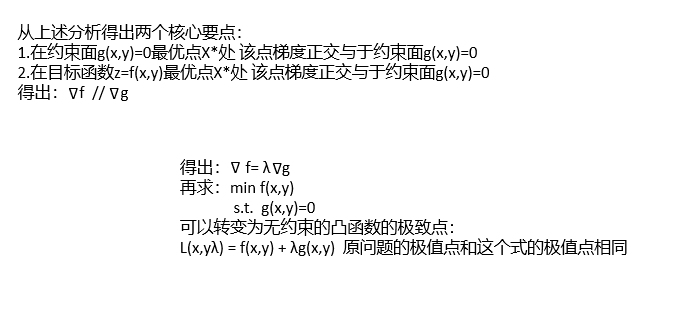 从上述分析得出两个核心要点：
1.在约束面g(x,y)=0最优点X*处 该点梯度正交与于约束面g(x,y)=0
2.在目标函数z=f(x,y)最优点X*处 该点梯度正交与于约束面g(x,y)=0
得出：∇f // ∇g
得出：∇ f= λ∇g
再求：min f(x,y)
s.t. g(x,y)=0
可以转变为无约束的凸函数的极致点：
L(x,yλ) = f(x,y) + λg(x,y) 原问题的极值点和这个式的极值点相同